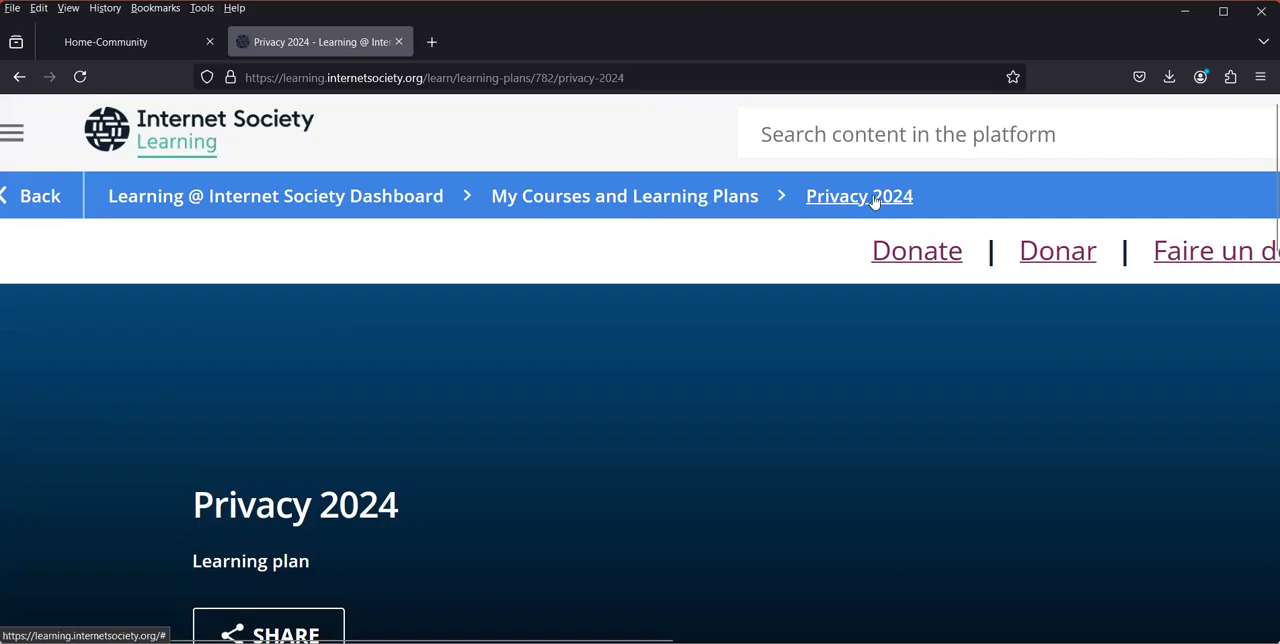 File Edit View History Bookmarks Tools Help
Home-Community
Privacy 2024 - Learning @ Inte
https://learning.internetsociety.org/learn/learning-plans/782/privacy-2024
Internet Society
Learning
Search content in the platform
Back
Learning @ Internet Society Dashboard > My Courses and Learning Plans > Privacy 2024
Donate | Donar | Faire un d
Privacy 2024
Learning plan
SHARE
https://learning.internetsociety.org/#